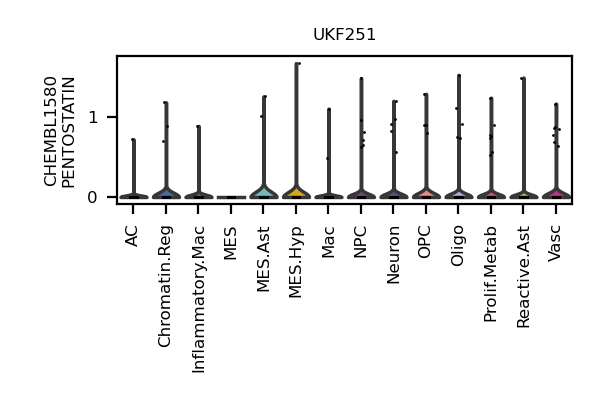 UKF251
CHEMBL1580
PENTOSTATIN
1
0
AC
Chromatin.Reg
Inflammatory.Mac
MES
MES.Ast
MES.Hyp
Mac
NPC
Neuron
OPC
Oligo
Prolif.Metab
Reactive.Ast
Vasc